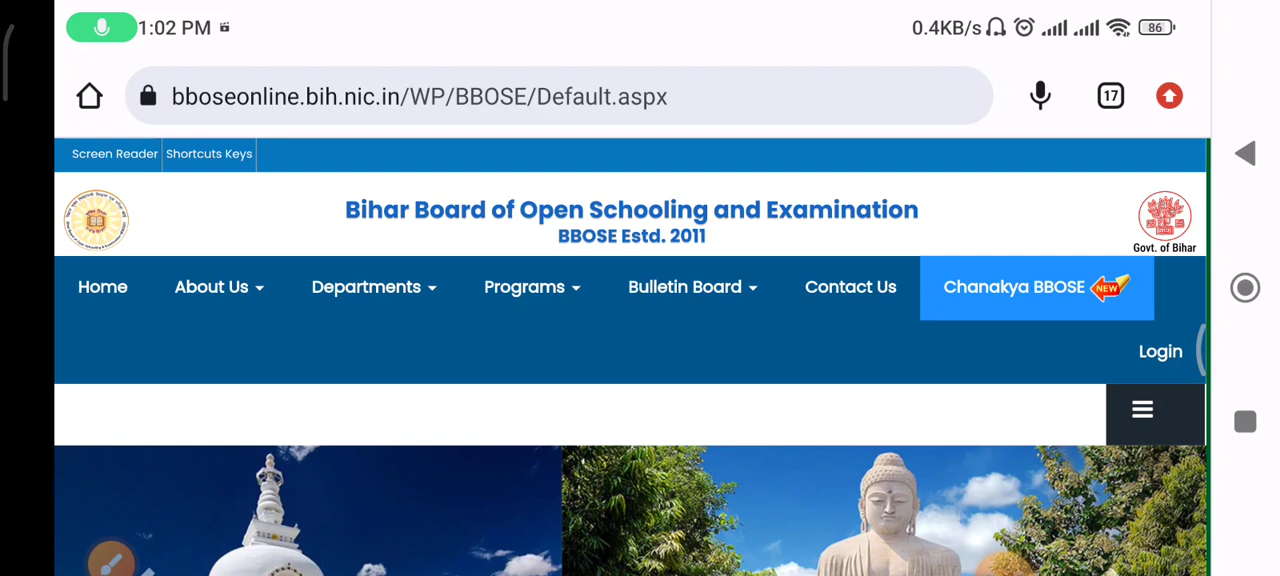 1:02 PM
0.4KB/s
86
bboseonline.bih.nic.in/WP/BBOSE/Default.aspx
17
Screen Reader
Shortcuts Keys
Bihar Board of Open Schooling and Examination
BBOSE Estd. 2011
Govt. of Bihar
Home
About Us
Departments
Programs
Bulletin Board
Contact Us
Chanakya BBOSE
NEW
Login